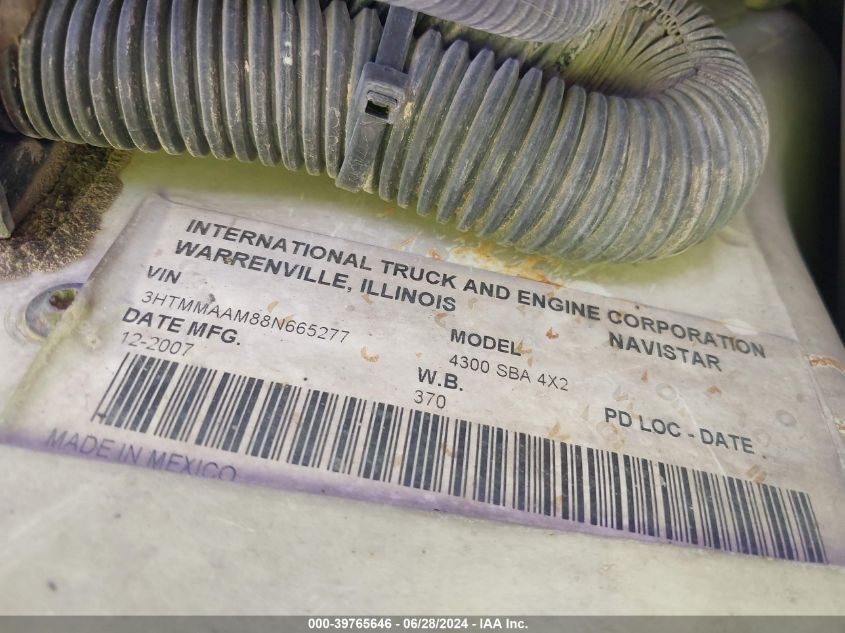 INTERNATIONAL TRUCK AND ENGINE CORPORATION
WARRENVILLE, ILLINOIS
NAVISTAR
VIN
3HTMMAAM88N665277
MODEL
4300 SBA 4X2
DATE MFG.
12-2007
W.B.
370
PD LOC - DATE
MADE IN MEXICO
000-39765646 - 06/28/2024 - IAA Inc.